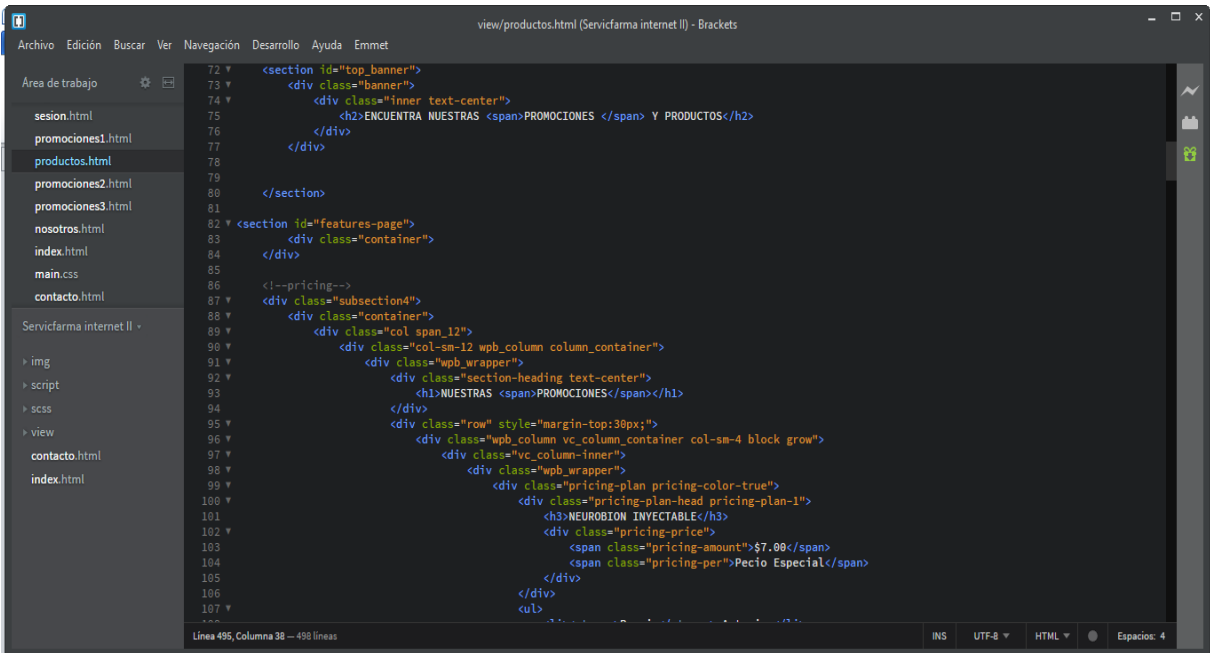 view/productos.html (Servicfarma internet II) - Brackets
Archivo Edición Buscar Ver Navegación Desarrollo Ayuda Emmet
Área de trabajo
sesion.html
promociones1.html
productos.html
promociones2.html
promociones3.html
nosotros.html
index.html
main.css
contacto.html
Servicfarma internet II
img
script
scss
view
contacto.html
index.html
72 <section id="top_banner">
73 <div class="banner">
74 <div class="inner text-center">
75 <h2>ENCUENTRA NUESTRAS <span>PROMOCIONES </span> Y PRODUCTOS</h2>
76 </div>
77 </div>
78
79
80 </section>
81
82 <section id="features-page">
83 <div class="container">
84 </div>
85
86 <!--pricing-->
87 <div class="subsection4">
88 <div class="container">
89 <div class="col span_12">
90 <div class="col-sm-12 wpb_column column_container">
91 <div class="wpb_wrapper">
92 <div class="section-heading text-center">
93 <h1>NUESTRAS <span>PROMOCIONES</span></h1>
94 </div>
95 <div class="row" style="margin-top:30px;">
96 <div class="wpb_column vc_column_container col-sm-4 block grow">
97 <div class="vc_column-inner">
98 <div class="wpb_wrapper">
99 <div class="pricing-plan pricing-color-true">
100 <div class="pricing-plan-head pricing-plan-1">
101 <h3>NEUROBION INYECTABLE</h3>
102 <div class="pricing-price">
103 <span class="pricing-amount">$7.00</span>
104 <span class="pricing-per">Pecio Especial</span>
105 </div>
106 </div>
107 <ul>
Línea 495, Columna 38 — 498 líneas
INS UTF-8 HTML Espacios: 4